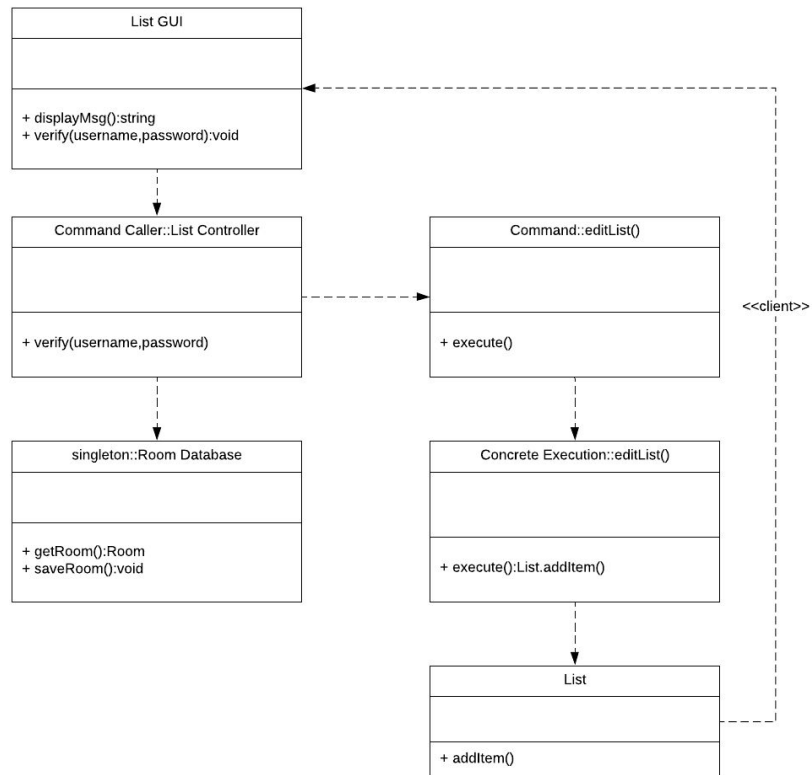 List GUI
+ displayMsg():string
+ verify(username,password):void
Command Caller::List Controller
+ verify(username,password)
singleton::Room Database
+ getRoom():Room
+ saveRoom():void
Command::editList()
+ execute()
Concrete Execution::editList()
+ execute():List.addItem()
List
+ addItem()
<<client>>